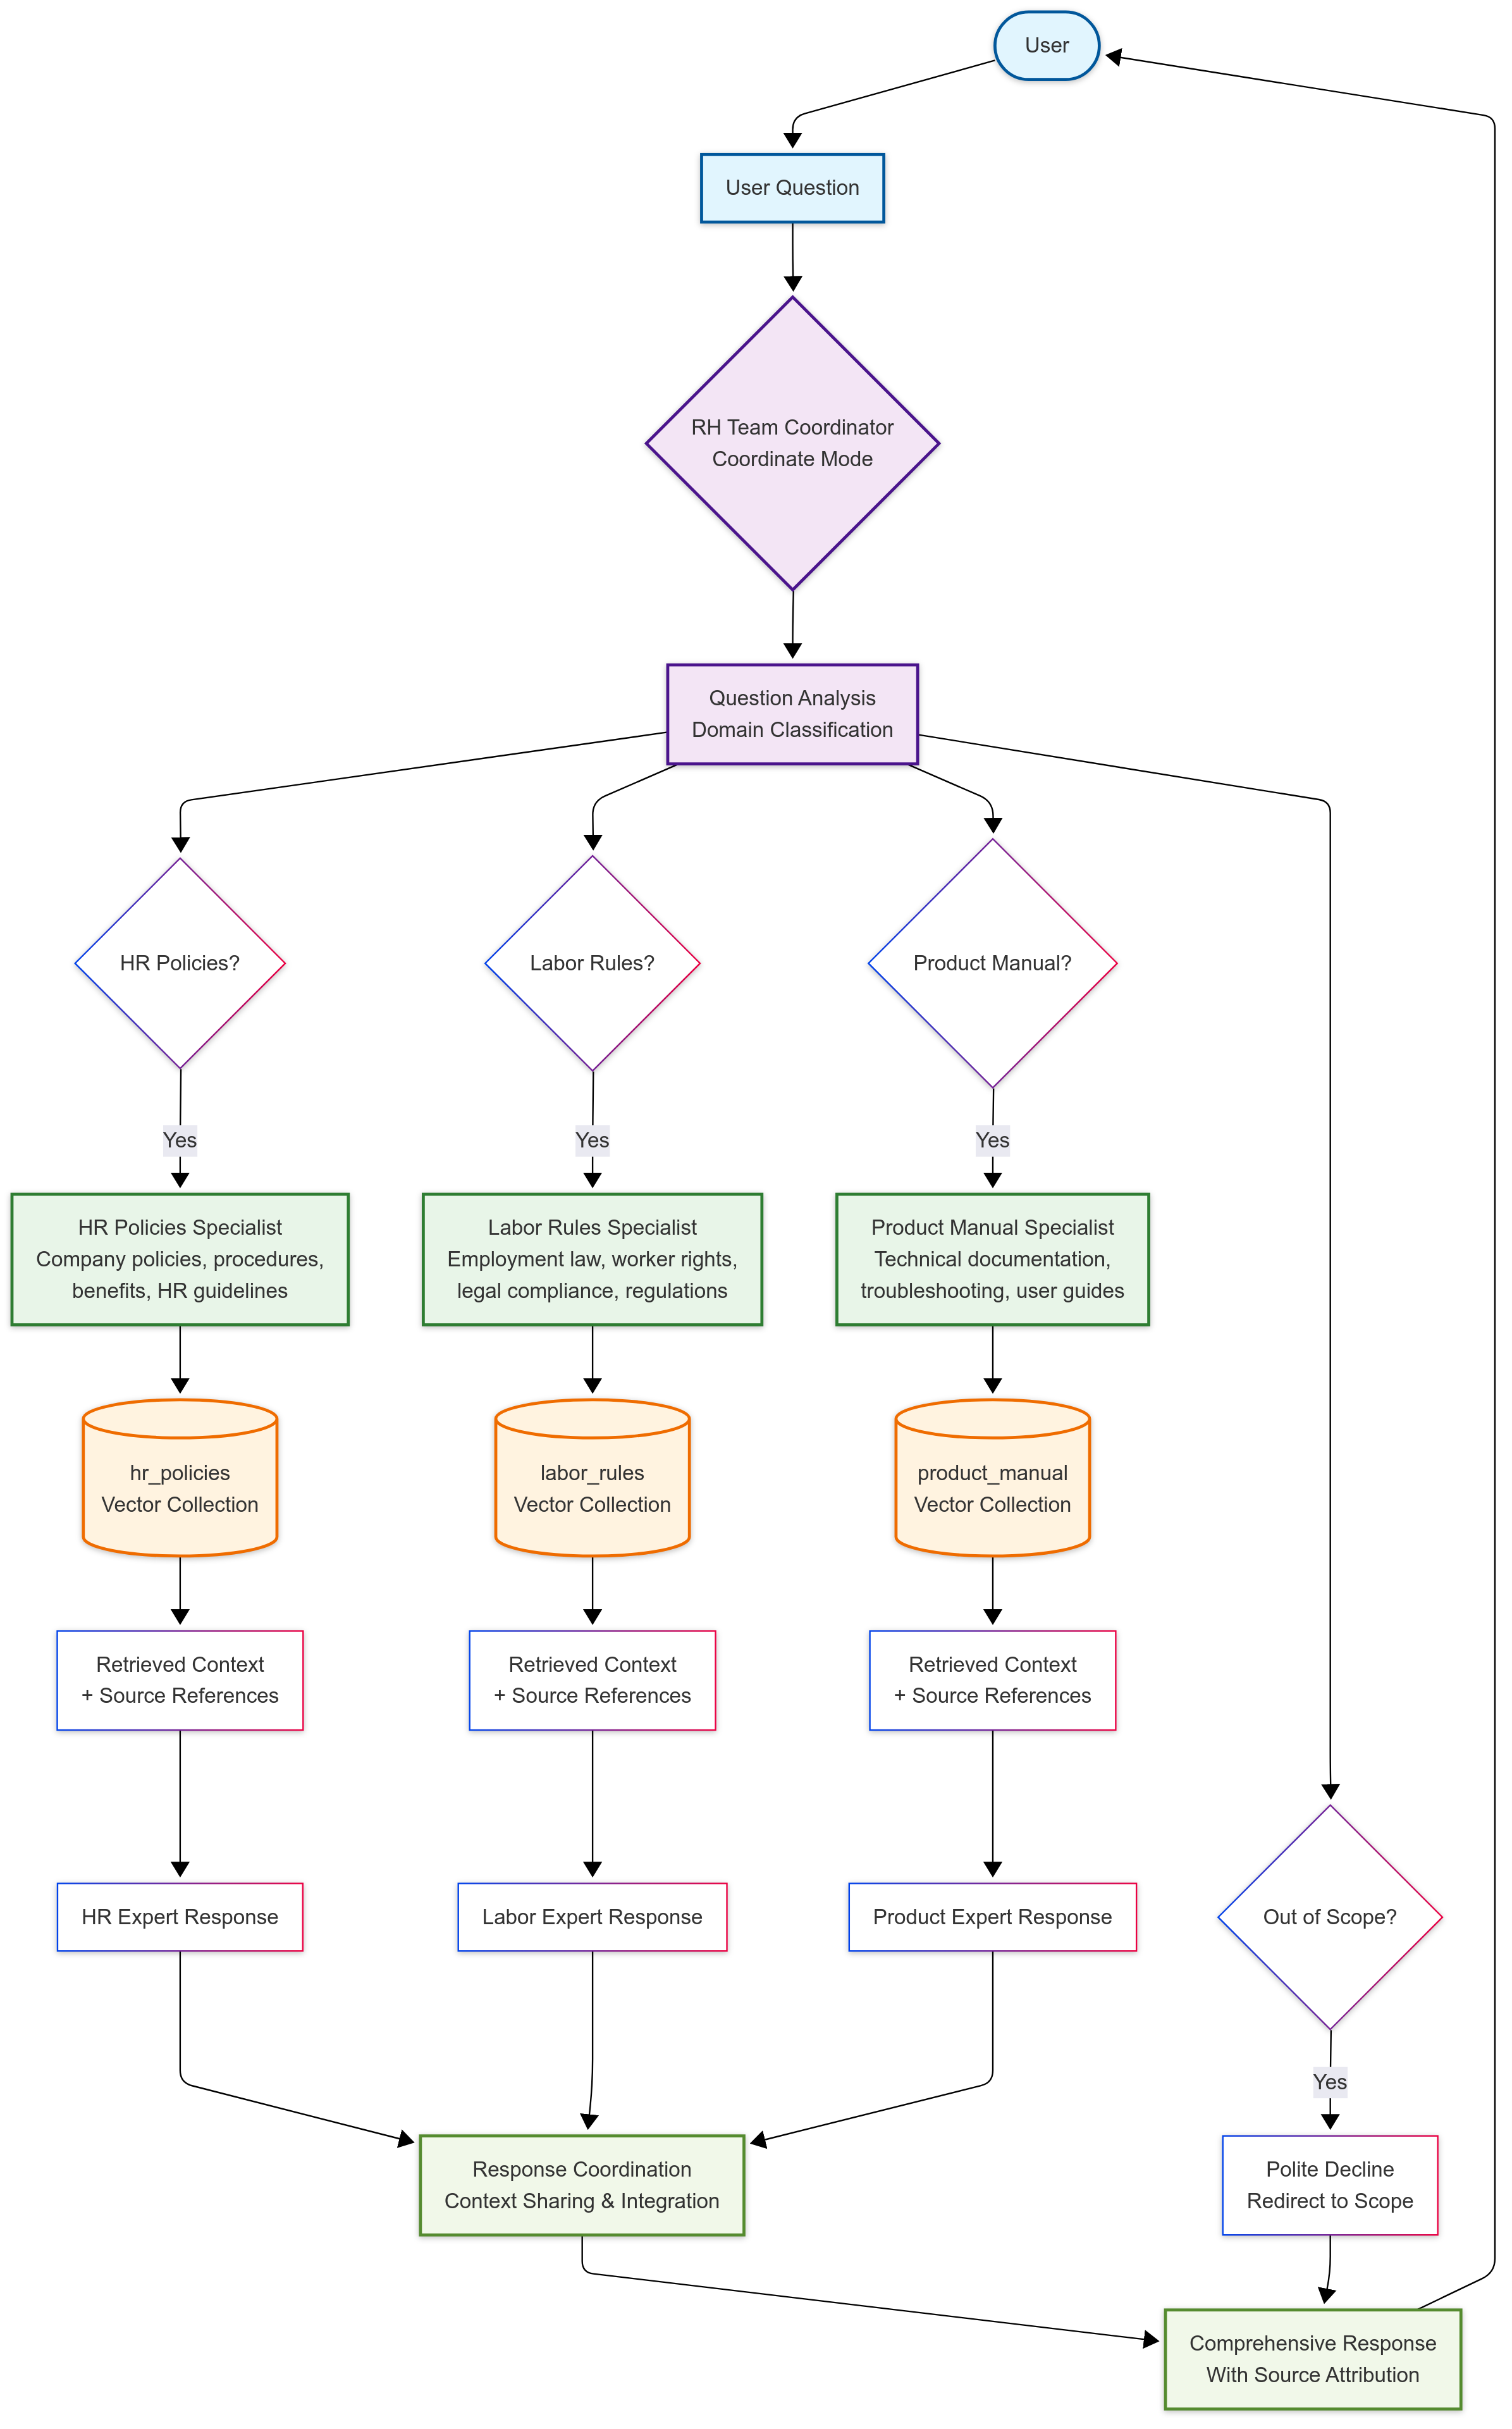 User
User Question
RH Team Coordinator
Coordinate Mode
Question Analysis
Domain Classification
HR Policies?
Labor Rules?
Product Manual?
Yes
Yes
Yes
HR Policies Specialist
Company policies, procedures,
benefits, HR guidelines
Labor Rules Specialist
Employment law, worker rights,
legal compliance, regulations
Product Manual Specialist
Technical documentation,
troubleshooting, user guides
hr_policies
Vector Collection
labor_rules
Vector Collection
product_manual
Vector Collection
Retrieved Context
+ Source References
Retrieved Context
+ Source References
Retrieved Context
+ Source References
HR Expert Response
Labor Expert Response
Product Expert Response
Out of Scope?
Yes
Response Coordination
Context Sharing & Integration
Polite Decline
Redirect to Scope
Comprehensive Response
With Source Attribution